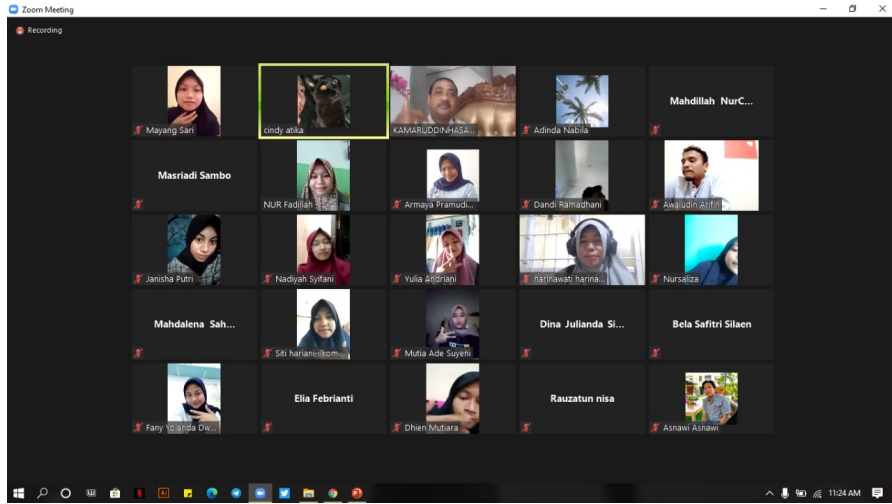 Zoom Meeting
Recording
Mayang Sari
cindy atika
KAMARUDDINHASA...
Adinda Nabila
Mahdillah NurC...
Masriadi Sambo
NUR Fadillah
Armaya Pramudi...
Dandi Ramadhani
Awaludin Arifin
Janisha Putri
Nadiyah Syifani
Yulia Andriani
harinawati harina...
Nursaliza
Mahdalena Sah...
Siti hariani-Ikom...
Mutia Ade Suyeni
Dina Julianda Si...
Bela Safitri Silaen
Fany Yolanda Dw...
Elia Febrianti
Dhien Mutiara
Rauzatun nisa
Asnawi Asnawi
11:24 AM